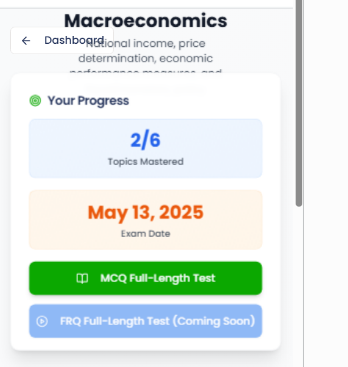 Macroeconomics
← Dashboard
National income, price
determination, economic
performance measures, and
Your Progress
2/6
Topics Mastered
May 13, 2025
Exam Date
MCQ Full-Length Test
FRQ Full-Length Test (Coming Soon)